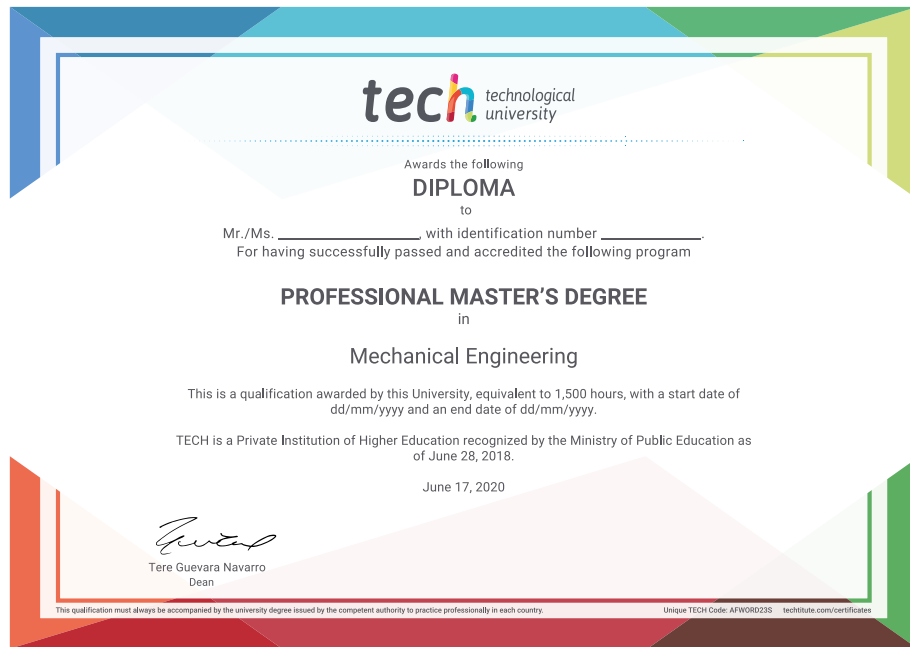 tech technological
university
Awards the following
DIPLOMA
to
Mr./Ms. ____________________, with identification number ______________.
For having successfully passed and accredited the following program
PROFESSIONAL MASTER'S DEGREE
in
Mechanical Engineering
This is a qualification awarded by this University, equivalent to 1,500 hours, with a start date of
dd/mm/yyyy and an end date of dd/mm/yyyy.
TECH is a Private Institution of Higher Education recognized by the Ministry of Public Education as
of June 28, 2018.
June 17, 2020
Tere Guevara Navarro
Dean
This qualification must always be accompanied by the university degree issued by the competent authority to practice professionally in each country. Unique TECH Code: AFWORD23S techtitute.com/certificates